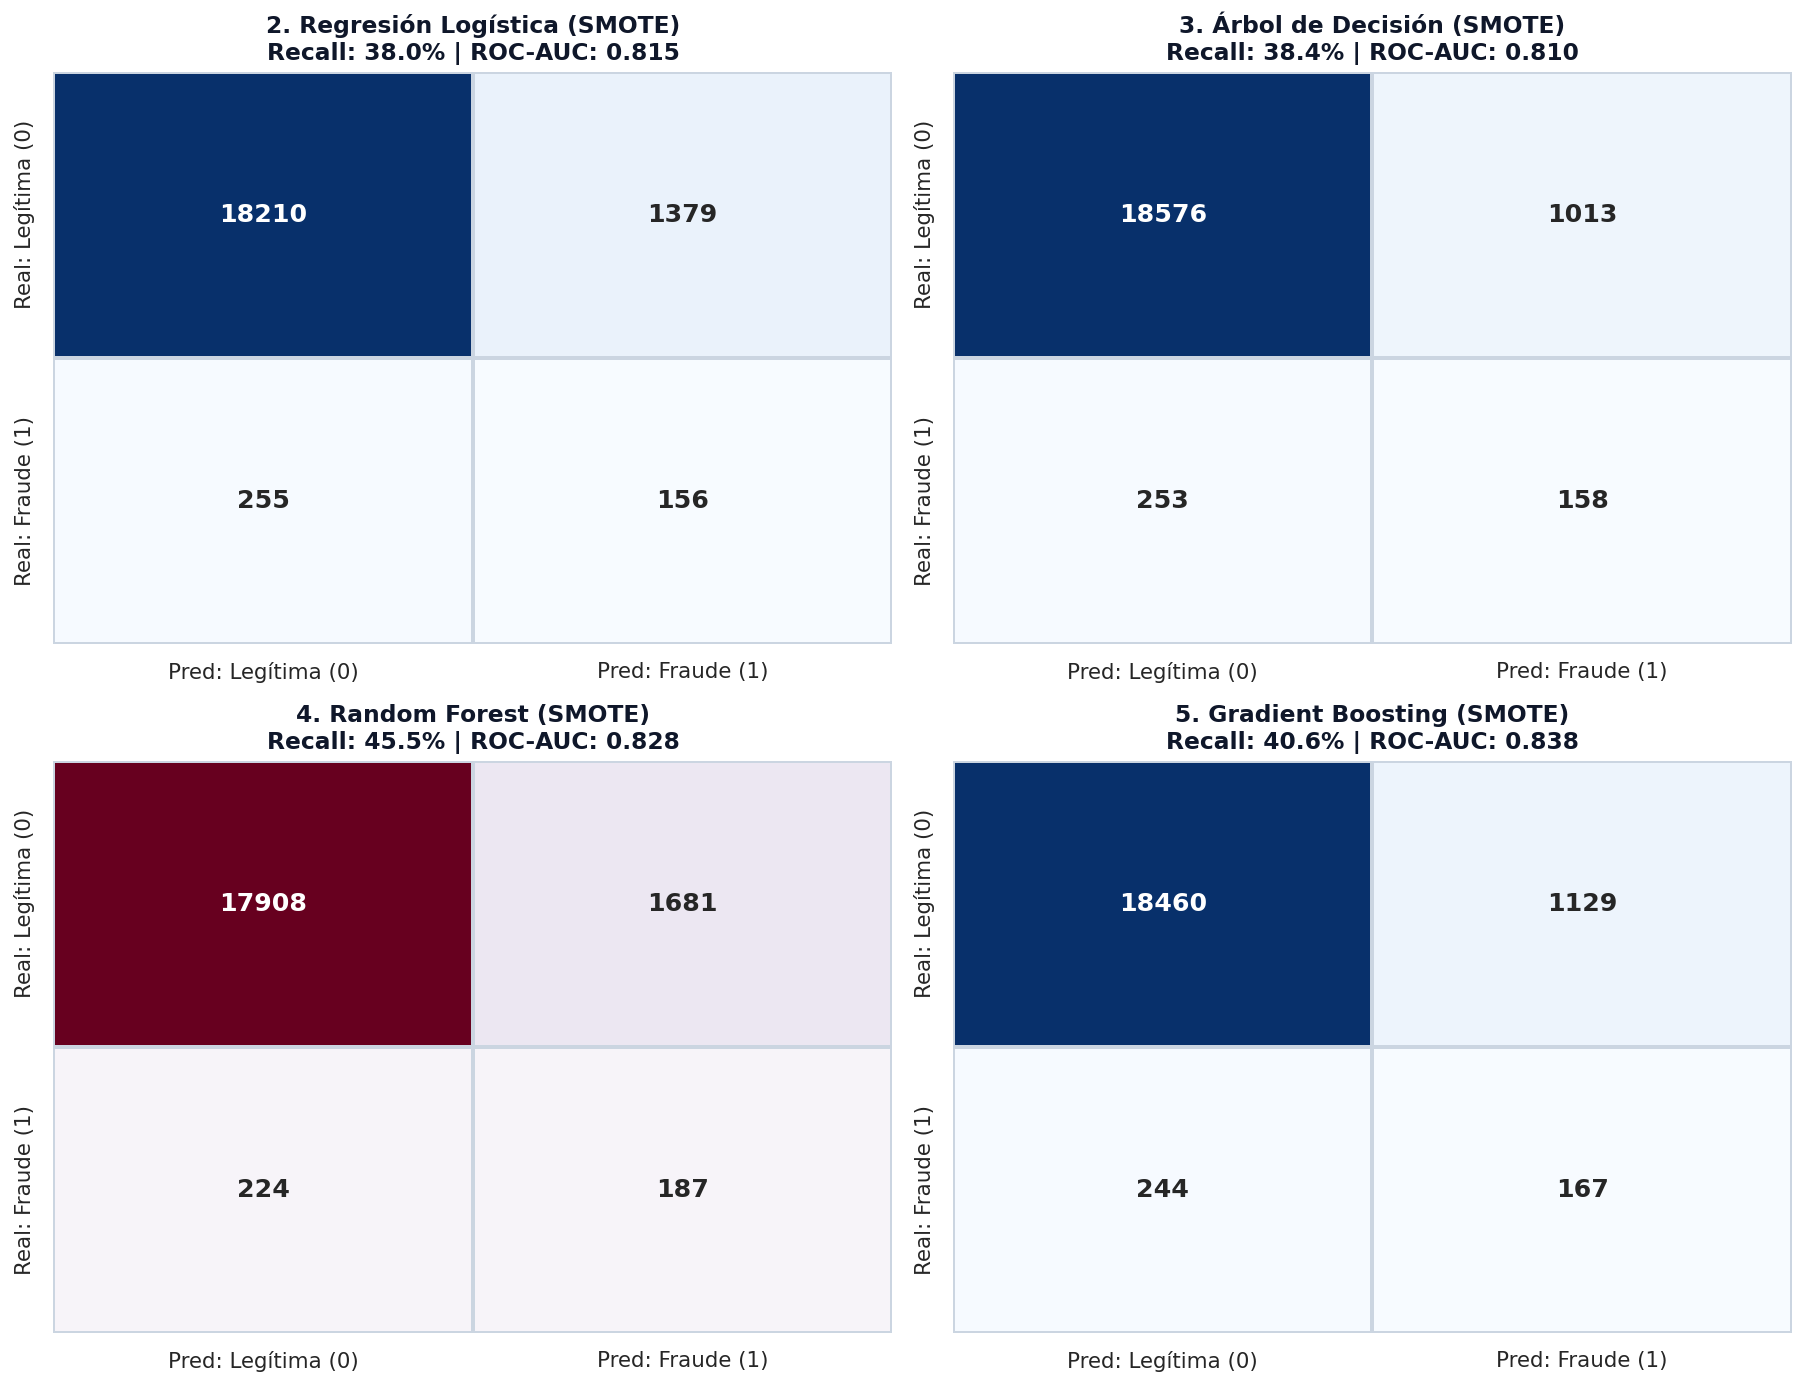 2. Regresión Logística (SMOTE)
Recall: 38.0% | ROC-AUC: 0.815
Real: Legítima (0)
18210
1379
Real: Fraude (1)
255
156
Pred: Legítima (0)
Pred: Fraude (1)
3. Árbol de Decisión (SMOTE)
Recall: 38.4% | ROC-AUC: 0.810
Real: Legítima (0)
18576
1013
Real: Fraude (1)
253
158
Pred: Legítima (0)
Pred: Fraude (1)
4. Random Forest (SMOTE)
Recall: 45.5% | ROC-AUC: 0.828
Real: Legítima (0)
17908
1681
Real: Fraude (1)
224
187
Pred: Legítima (0)
Pred: Fraude (1)
5. Gradient Boosting (SMOTE)
Recall: 40.6% | ROC-AUC: 0.838
Real: Legítima (0)
18460
1129
Real: Fraude (1)
244
167
Pred: Legítima (0)
Pred: Fraude (1)